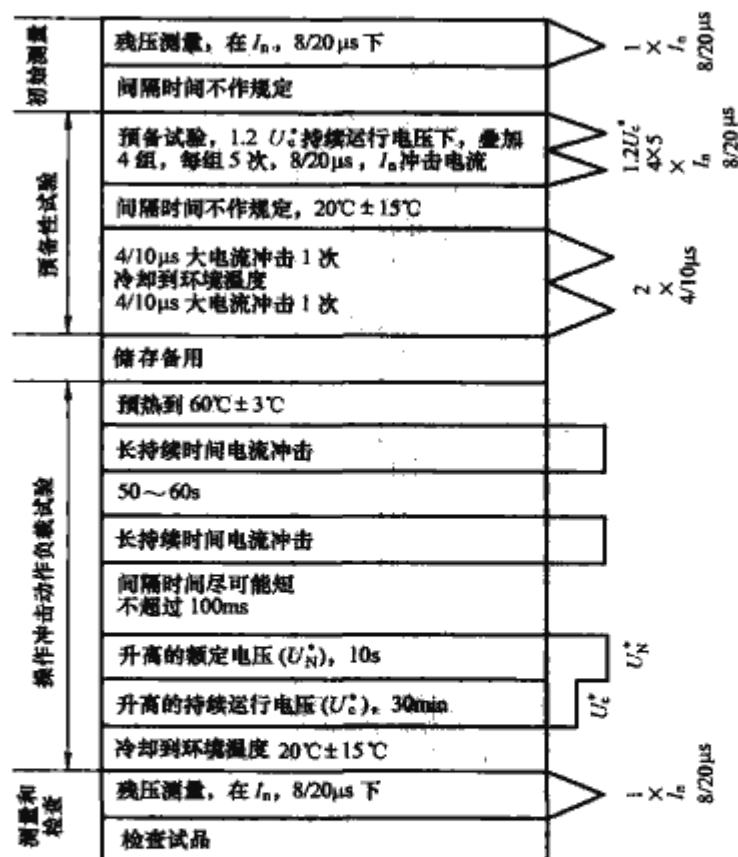 初始测量
残压测量，在 Iₙ，8/20 μs 下
1 × Iₙ 8/20μs
间隔时间不作规定
预备性试验
预备试验，1.2 U*c持续运行电压下，叠加
4 组，每组 5 次，8/20μs，Iₙ冲击电流
1.2U*c 4×5 × Iₙ 8/20μs
间隔时间不作规定，20℃±15℃
4/10μs 大电流冲击 1 次
冷却到环境温度
4/10μs 大电流冲击 1 次
2 × 4/10μs
储存备用
操作冲击动作负载试验
预热到 60℃±3℃
长持续时间电流冲击
50～60s
长持续时间电流冲击
间隔时间尽可能短
不超过 100ms
升高的额定电压 (U*N)，10s
U*N
升高的持续运行电压 (U*c)，30min
U*c
冷却到环境温度 20℃±15℃
测量和
检查
残压测量，在 Iₙ，8/20μs 下
1 × Iₙ 8/20μs
检查试品